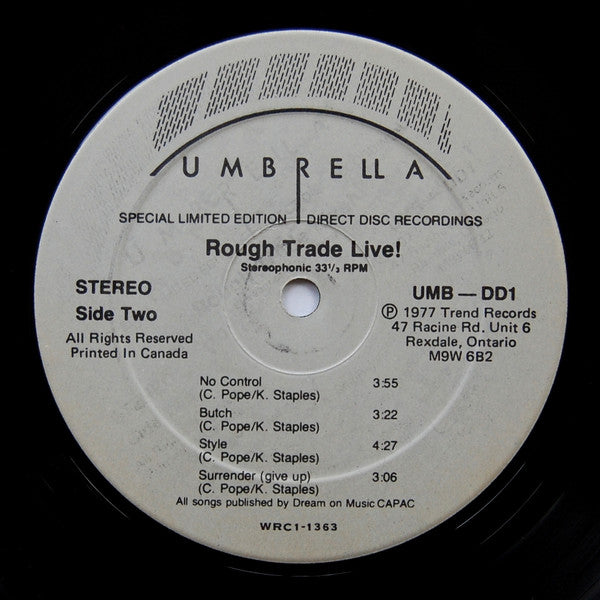 UMBRELLA
SPECIAL LIMITED EDITION DIRECT DISC RECORDINGS
Rough Trade Live!
Stereophonic 33⅓ RPM
STEREO
Side Two
All Rights Reserved
Printed In Canada
UMB — DD1
℗ 1977 Trend Records
47 Racine Rd. Unit 6
Rexdale, Ontario
M9W 6B2
No Control 3:55
(C. Pope/K. Staples)
Butch 3:22
(C. Pope/K. Staples)
Style 4:27
(C. Pope/K. Staples)
Surrender (give up) 3:06
(C. Pope/K. Staples)
All songs published by Dream on Music CAPAC
WRC1-1363